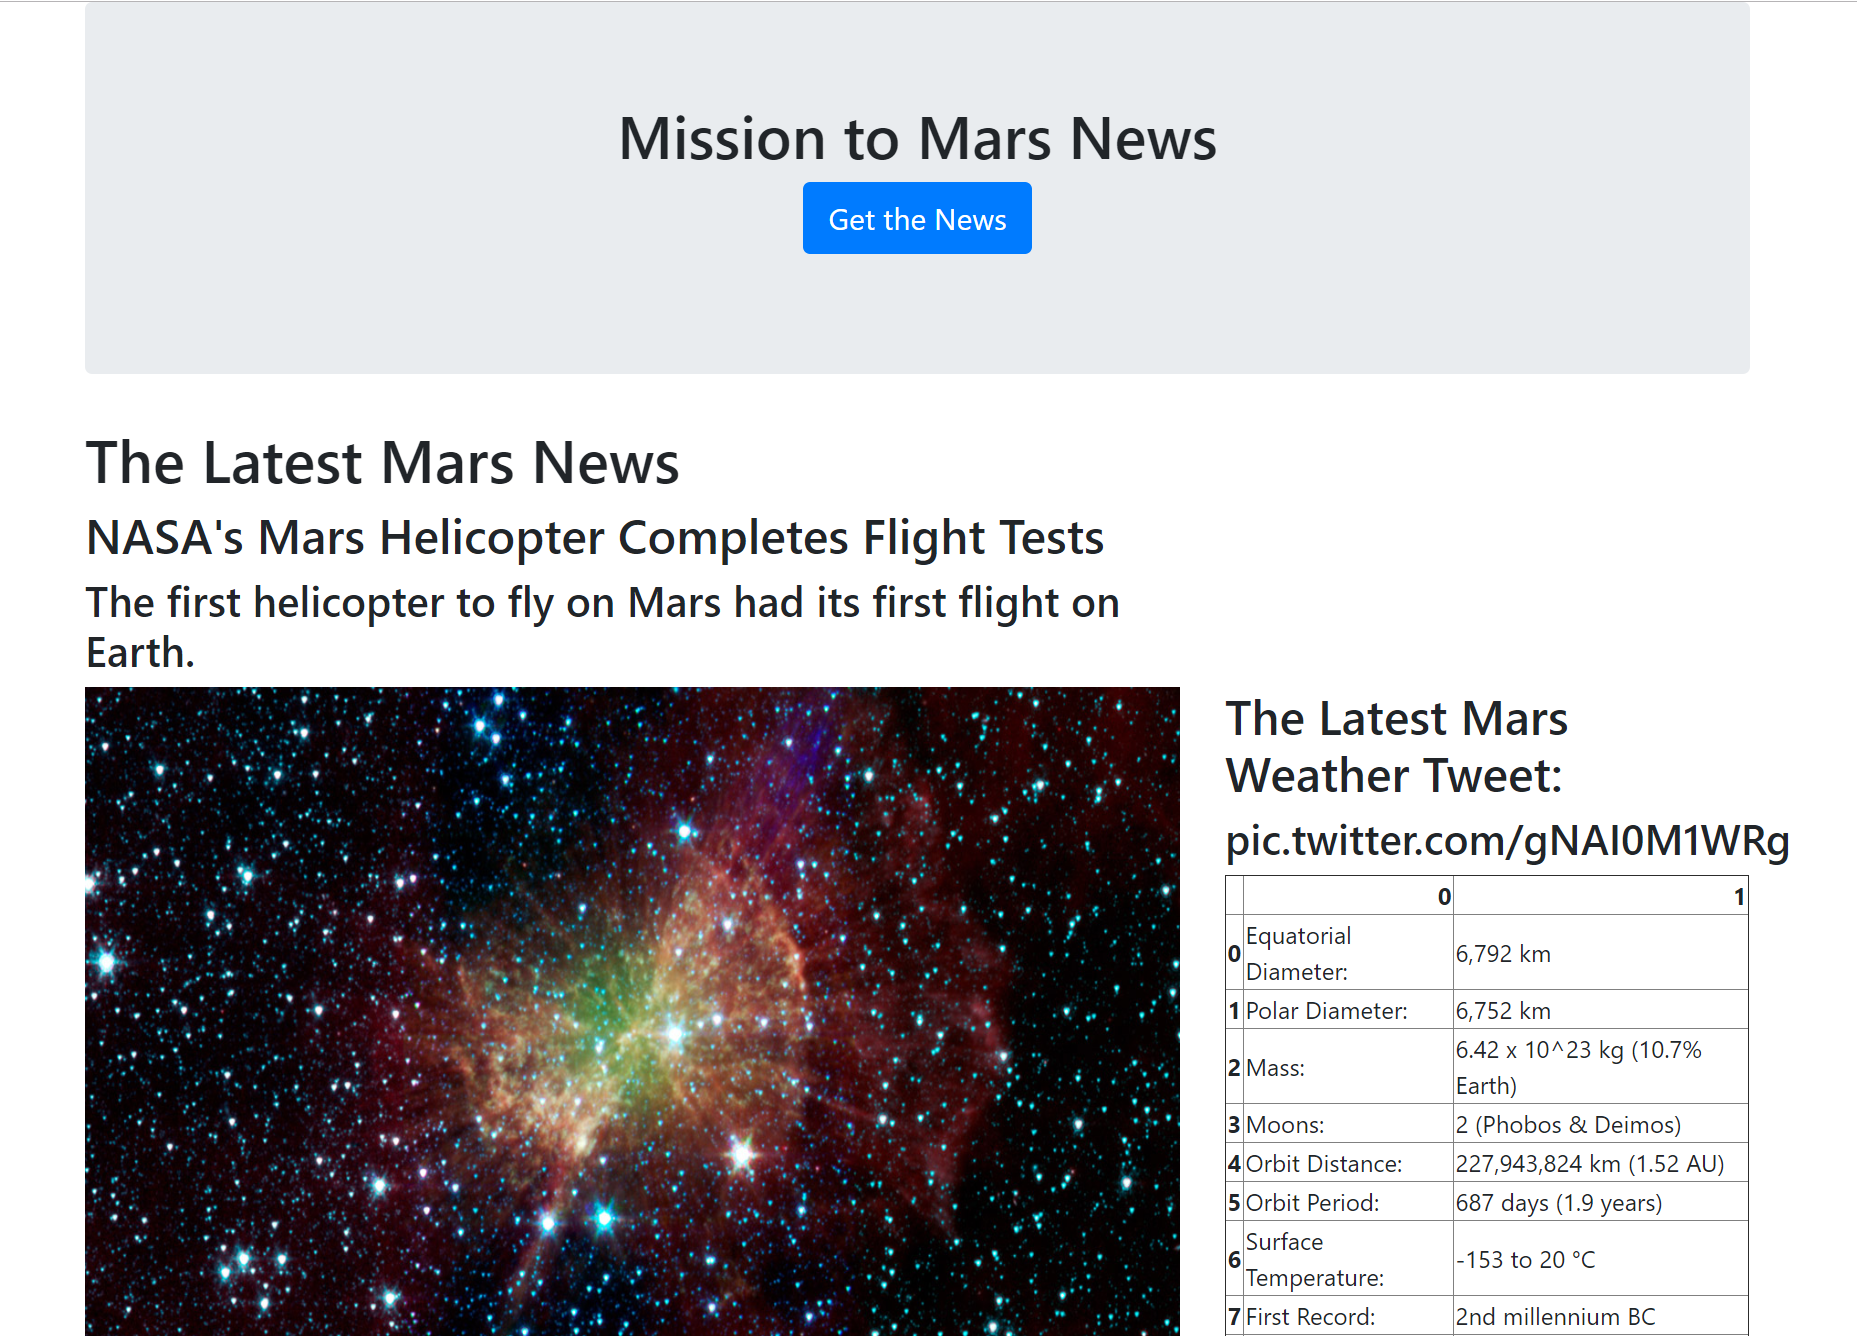 Mission to Mars News
Get the News
The Latest Mars News
NASA's Mars Helicopter Completes Flight Tests
The first helicopter to fly on Mars had its first flight on
Earth.
The Latest Mars
Weather Tweet:
pic.twitter.com/gNAI0M1WRg
0 1
0 Equatorial Diameter: 6,792 km
1 Polar Diameter: 6,752 km
2 Mass: 6.42 x 10^23 kg (10.7% Earth)
3 Moons: 2 (Phobos & Deimos)
4 Orbit Distance: 227,943,824 km (1.52 AU)
5 Orbit Period: 687 days (1.9 years)
6 Surface Temperature: -153 to 20 °C
7 First Record: 2nd millennium BC